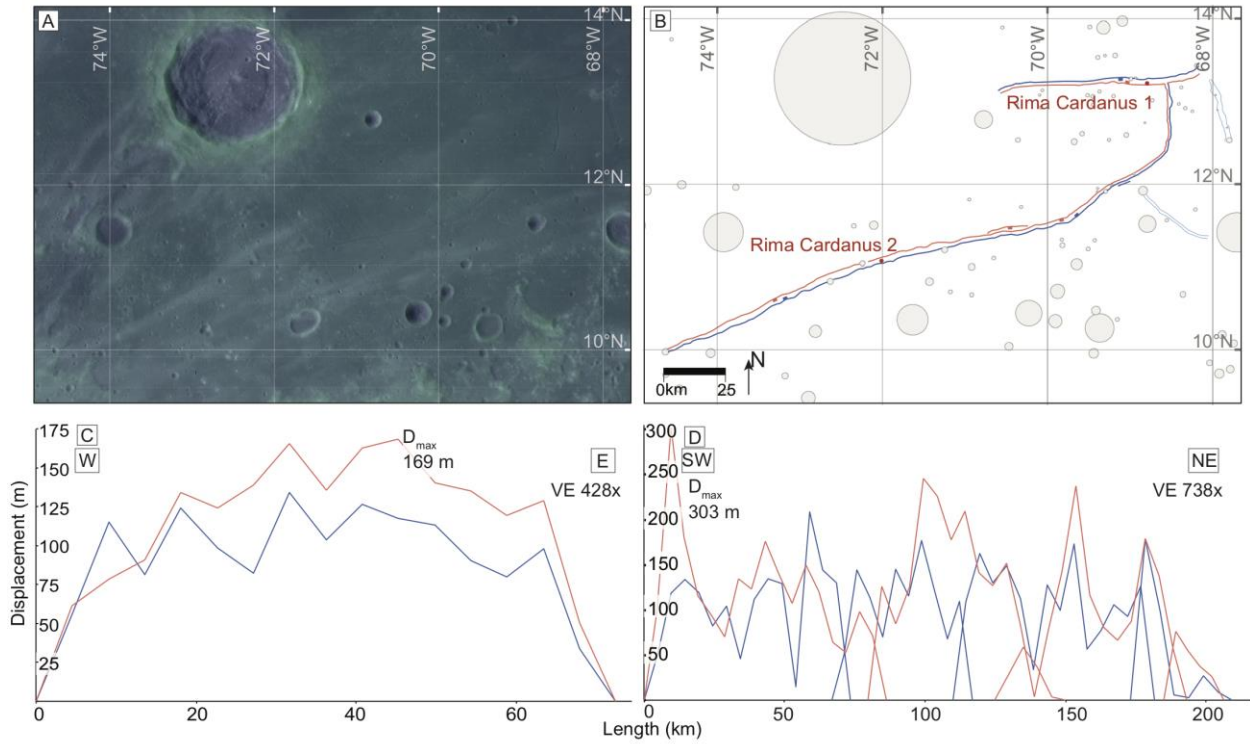 A
14°N
74°W
72°W
70°W
68°W
12°N
10°N
B
14°N
74°W
72°W
70°W
68°W
Rima Cardanus 1
12°N
Rima Cardanus 2
10°N
N
0km 25
175
150
125
100
75
50
25
C
W
Dmax
169 m
E
VE 428x
Displacement (m)
0 20 40 60
300
250
200
150
100
50
D
SW
Dmax
303 m
NE
VE 738x
0 50 100 150 200
Length (km)